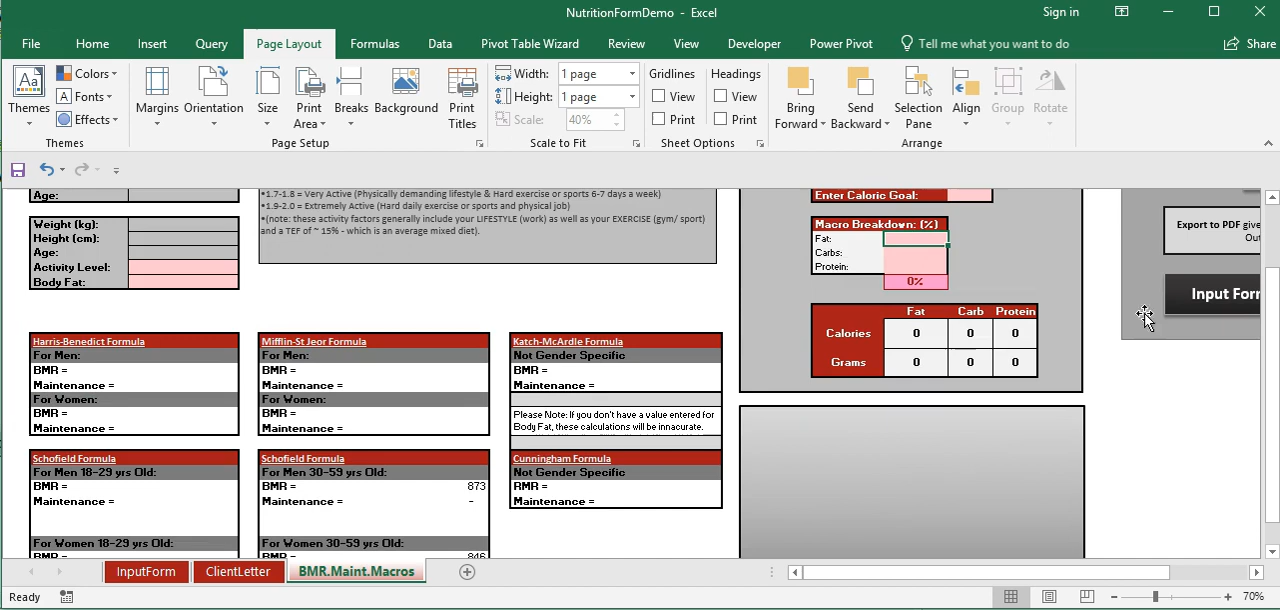 NutritionFormDemo - Excel
Sign in
File Home Insert Query Page Layout Formulas Data Pivot Table Wizard Review View Developer Power Pivot Tell me what you want to do Share
Themes
Colors
Fonts
Effects
Themes
Margins
Orientation
Size
Print Area
Breaks
Background
Print Titles
Page Setup
Width: 1 page
Height: 1 page
Scale: 40%
Scale to Fit
Gridlines
View
Print
Headings
View
Print
Sheet Options
Bring Forward
Send Backward
Selection Pane
Align
Group
Rotate
Arrange
Age:
Weight (kg):
Height (cm):
Age:
Activity Level:
Body Fat:
•1.7-1.8 = Very Active (Physically demanding lifestyle & Hard exercise or sports 6-7 days a week)
•1.9-2.0 = Extremely Active (Hard daily exercise or sports and physical job)
•(note: these activity factors generally include your LIFESTYLE (work) as well as your EXERCISE (gym/ sport)
and a TEF of ~ 15% - which is an average mixed diet).
Enter Caloric Goal:
Macro Breakdown: (%)
Fat:
Carbs:
Protein:
0%
Fat Carb Protein
Calories 0 0 0
Grams 0 0 0
Export to PDF give
Out
Input For
Harris-Benedict Formula
For Men:
BMR =
Maintenance =
For Women:
BMR =
Maintenance =
Mifflin-St Jeor Formula
For Men:
BMR =
Maintenance =
For Women:
BMR =
Maintenance =
Katch-McArdle Formula
Not Gender Specific
BMR =
Maintenance =
Please Note: If you don't have a value entered for
Body Fat, these calculations will be innacurate.
Schofield Formula
For Men 18-29 yrs Old:
BMR =
Maintenance =
For Women 18-29 yrs Old:
BMR =
Schofield Formula
For Men 30-59 yrs Old:
BMR = 873
Maintenance = -
For Women 30-59 yrs Old:
BMR = 846
Cunningham Formula
Not Gender Specific
RMR =
Maintenance =
InputForm ClientLetter BMR.Maint.Macros
Ready
70%